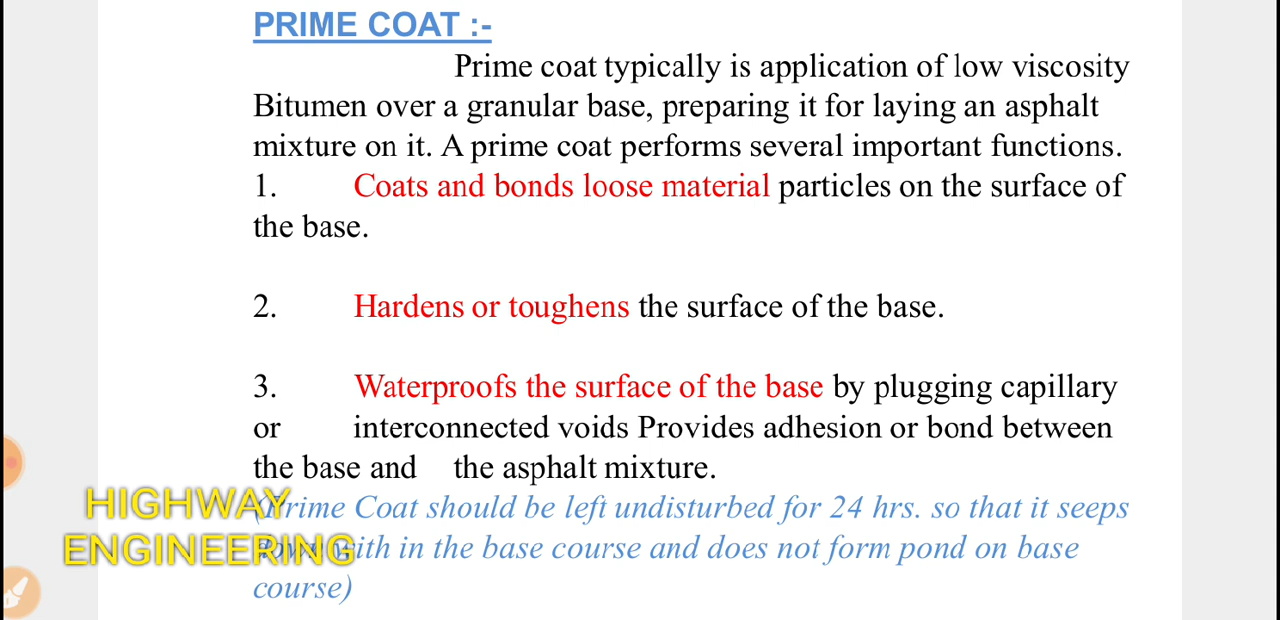 PRIME COAT :-
Prime coat typically is application of low viscosity
Bitumen over a granular base, preparing it for laying an asphalt
mixture on it. A prime coat performs several important functions.
1. Coats and bonds loose material particles on the surface of
the base.
2. Hardens or toughens the surface of the base.
3. Waterproofs the surface of the base by plugging capillary
or interconnected voids Provides adhesion or bond between
the base and the asphalt mixture.
(Prime Coat should be left undisturbed for 24 hrs. so that it seeps
with in the base course and does not form pond on base
course)
HIGHWAY
ENGINEERING